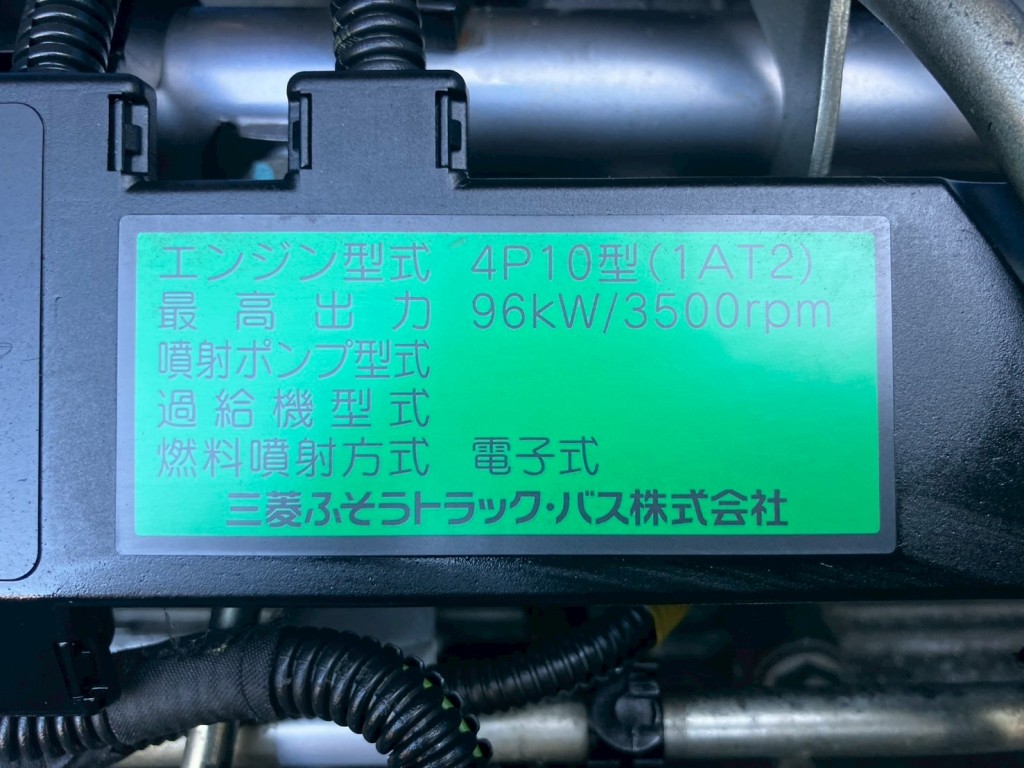 エンジン型式 4P10型(1AT2)
最高出力 96kW/3500rpm
噴射ポンプ型式
過給機型式
燃料噴射方式 電子式
三菱ふそうトラック・バス株式会社